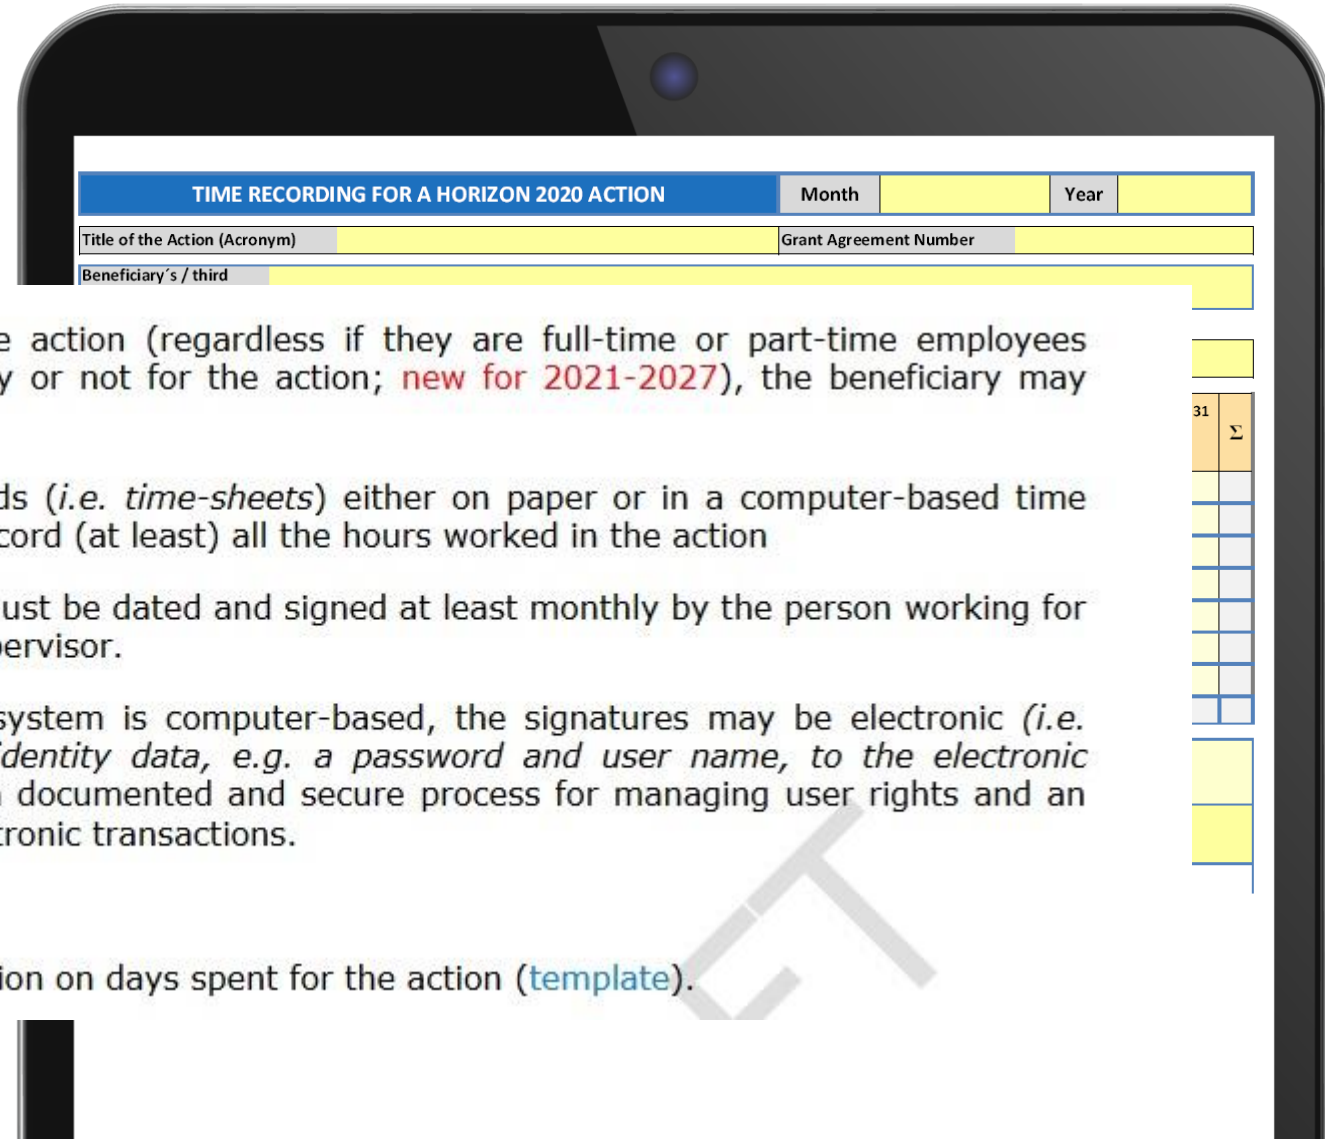 TIME RECORDING FOR A HORIZON 2020 ACTION Month Year
Title of the Action (Acronym) Grant Agreement Number
Beneficiary´s / third
e action (regardless if they are full-time or part-time employees
y or not for the action; new for 2021-2027), the beneficiary may
31
Σ
ds (i.e. time-sheets) either on paper or in a computer-based time
cord (at least) all the hours worked in the action
ust be dated and signed at least monthly by the person working for
pervisor.
system is computer-based, the signatures may be electronic (i.e.
identity data, e.g. a password and user name, to the electronic
documented and secure process for managing user rights and an
tronic transactions.
ion on days spent for the action (template).